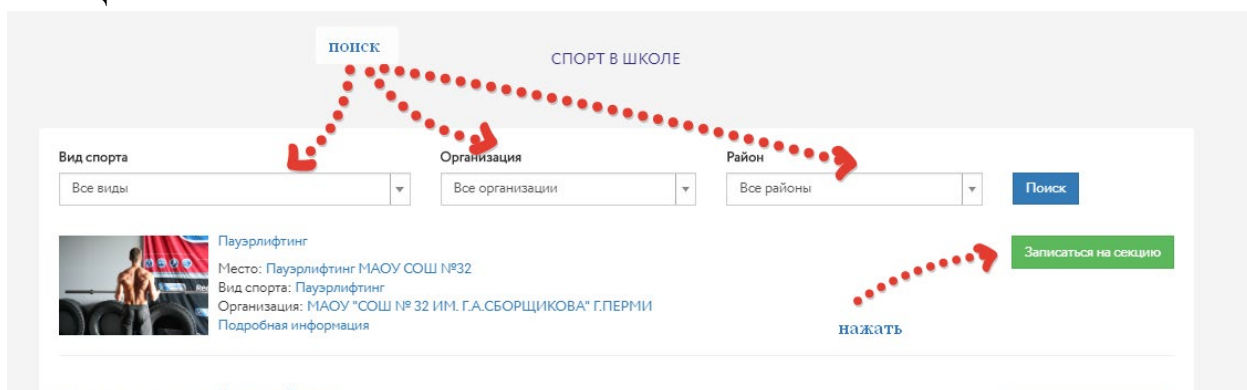 поиск
СПОРТ В ШКОЛЕ
Вид спорта
Организация
Район
Все виды
Все организации
Все районы
Поиск
Пауэрлифтинг
Записаться на секцию
Место: Пауэрлифтинг МАОУ СОШ №32
Вид спорта: Пауэрлифтинг
Организация: МАОУ "СОШ № 32 ИМ. Г.А.СБОРЩИКОВА" Г.ПЕРМИ
Подробная информация
нажать